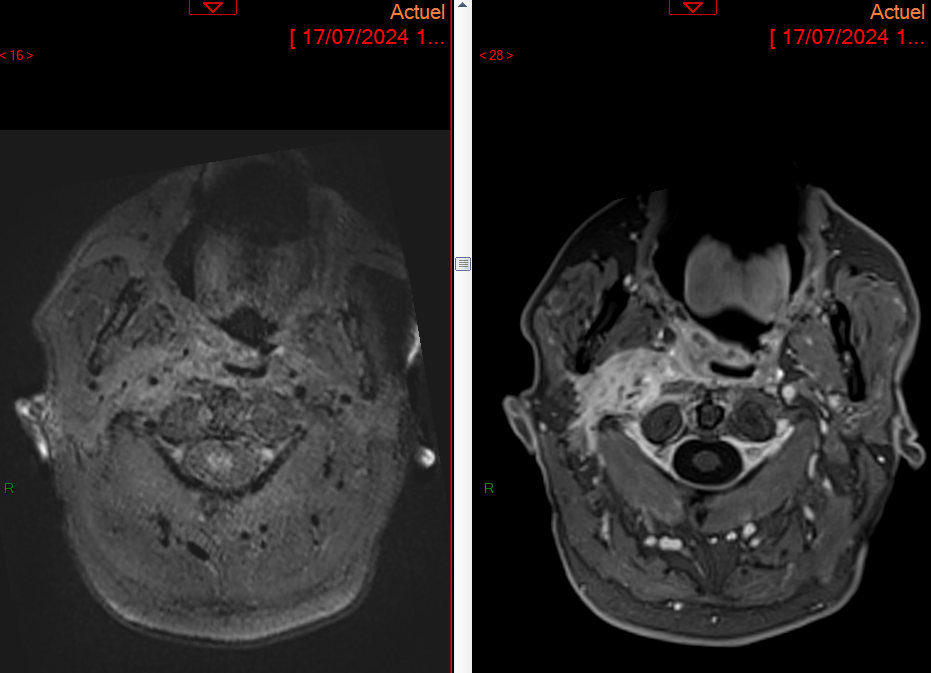 Actuel
[ 17/07/2024 1...
< 16 >
R
Actuel
[ 17/07/2024 1...
< 28 >
R